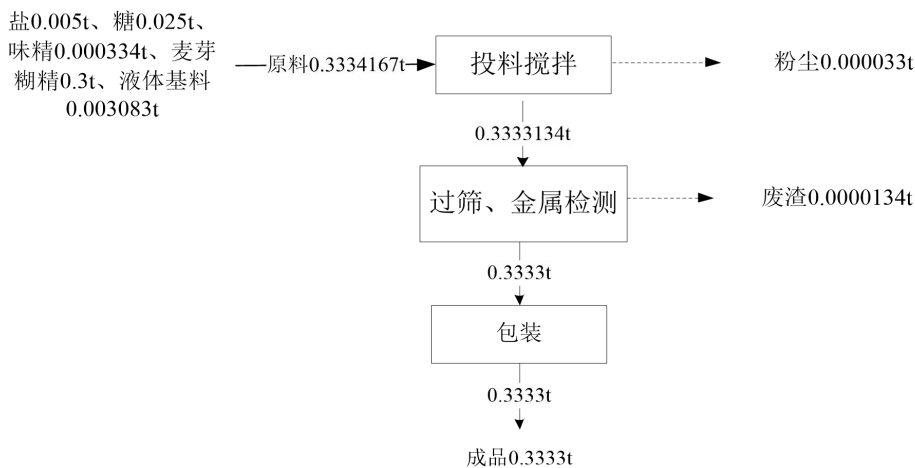 盐0.005t、糖0.025t、
味精0.000334t、麦芽
糊精0.3t、液体基料
0.003083t
原料0.3334167t
投料搅拌
粉尘0.000033t
0.3333134t
过筛、金属检测
废渣0.0000134t
0.3333t
包装
0.3333t
成品0.3333t